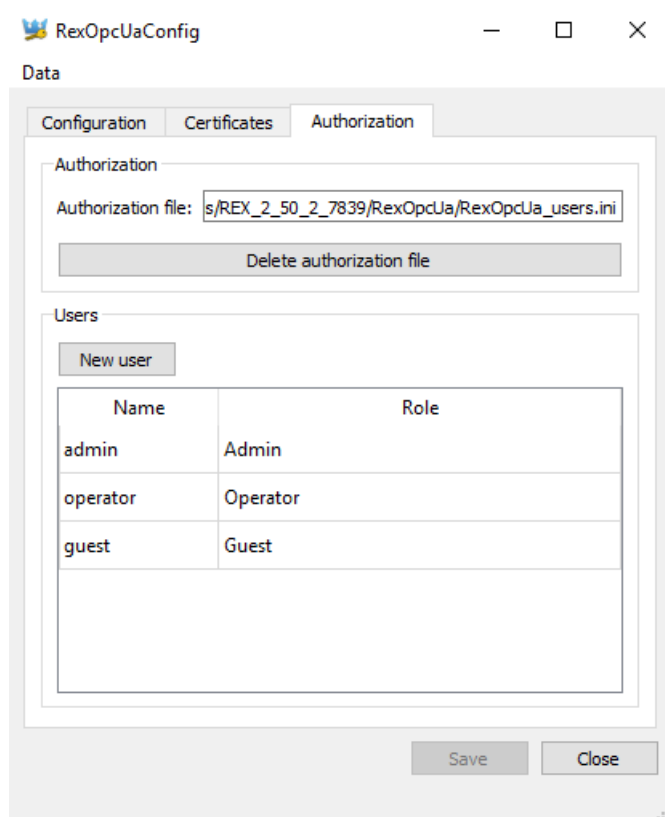 RexOpcUaConfig
Data
Configuration Certificates Authorization
Authorization
Authorization file: s/REX_2_50_2_7839/RexOpcUa/RexOpcUa_users.ini
Delete authorization file
Users
New user
Name Role
admin Admin
operator Operator
guest Guest
Save Close